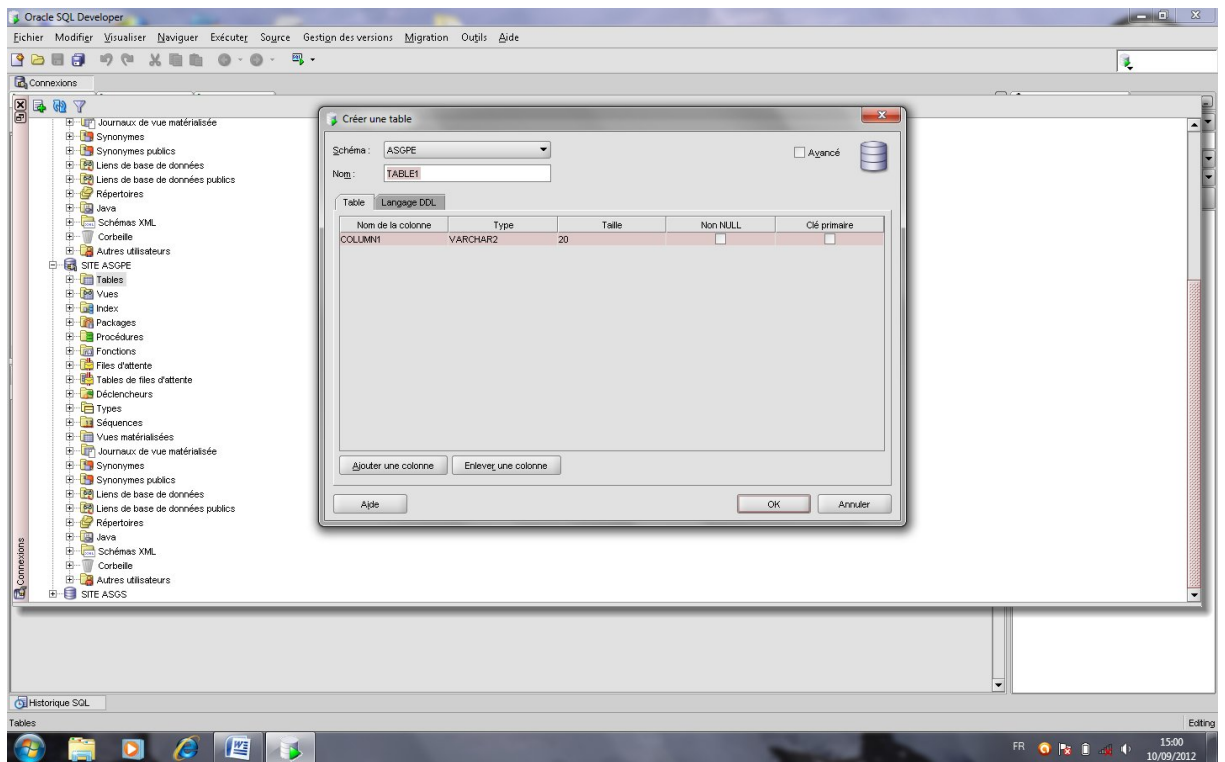 Oracle SQL Developer
Fichier Modifier Visualiser Naviguer Exécuter Source Gestion des versions Migration Outils Aide
Connexions
Journaux de vue matérialisée
Synonymes
Synonymes publics
Liens de base de données
Liens de base de données publics
Répertoires
Java
Schémas XML
Corbeille
Autres utilisateurs
SITE ASGPE
Tables
Vues
Index
Packages
Procédures
Fonctions
Files d'attente
Tables de files d'attente
Déclencheurs
Types
Séquences
Vues matérialisées
Journaux de vue matérialisée
Synonymes
Synonymes publics
Liens de base de données
Liens de base de données publics
Répertoires
Java
Schémas XML
Corbeille
Autres utilisateurs
SITE ASGS
Connexions
Créer une table
Schéma : ASGPE
Avancé
Nom : TABLE1
Table Langage DDL
Nom de la colonne Type Taille Non NULL Clé primaire
COLUMN1 VARCHAR2 20
Ajouter une colonne Enlever une colonne
Aide OK Annuler
Historique SQL
Tables Editing
FR 15:00
10/09/2012